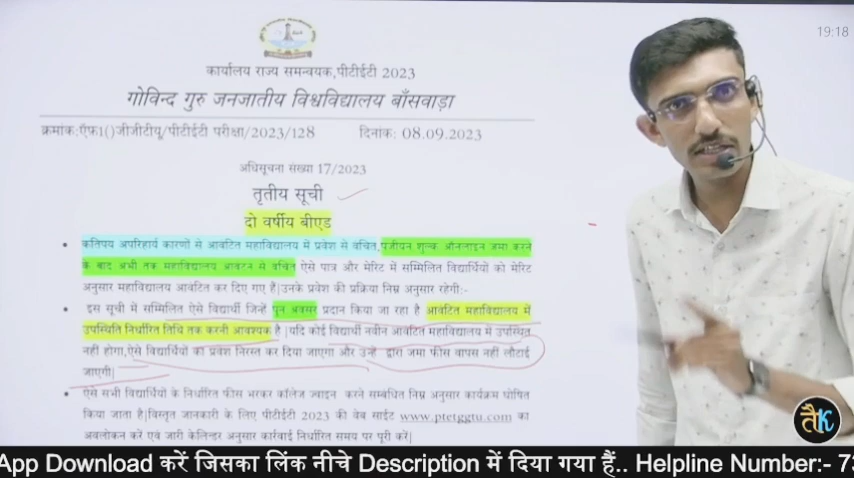 19:18
कार्यालय राज्य समन्वयक,पीटीईटी 2023
गोविन्द गुरु जनजातीय विश्वविद्यालय बाँसवाड़ा
क्रमांक:एफ1()जीजीटीयू/पीटीईटी परीक्षा/2023/128 दिनांक: 08.09.2023
अधिसूचना संख्या 17/2023
तृतीय सूची
दो वर्षीय बीएड
• कतिपय अपरिहार्य कारणों से आवंटित महाविद्यालय में प्रवेश से वंचित,पंजीयन शुल्क ऑनलाइन जमा करने
के बाद अभी तक महाविद्यालय आवंटन से वंचित ऐसे पात्र और मेरिट में सम्मिलित विद्यार्थियों को मेरिट
अनुसार महाविद्यालय आवंटित कर दिए गए हैं|उनके प्रवेश की प्रक्रिया निम्न अनुसार रहेगी:-
• इस सूची में सम्मिलित ऐसे विद्यार्थी जिन्हें पुन अवसर प्रदान किया जा रहा है आवंटित महाविद्यालय में
उपस्थिति निर्धारित तिथि तक करनी आवश्यक है |यदि कोई विद्यार्थी नवीन आवंटित महाविद्यालय में उपस्थित
नहीं होगा,ऐसे विद्यार्थियों का प्रवेश निरस्त कर दिया जाएगा और उन्हें द्वारा जमा फीस वापस नहीं लौटाई
जाएगी|
• ऐसे सभी विद्यार्थियों के निर्धारित फीस भरकर कॉलेज ज्वाइन करने सम्बंधित निम्न अनुसार कार्यक्रम घोषित
किया जाता है|विस्तृत जानकारी के लिए पीटीईटी 2023 की वेब साईट www.ptetggtu.com का
अवलोकन करें एवं जारी केलिन्डर अनुसार कार्रवाई निर्धारित समय पर पूरी करें|
तैK
App Download करें जिसका लिंक नीचे Description में दिया गया हैं.. Helpline Number:- 73